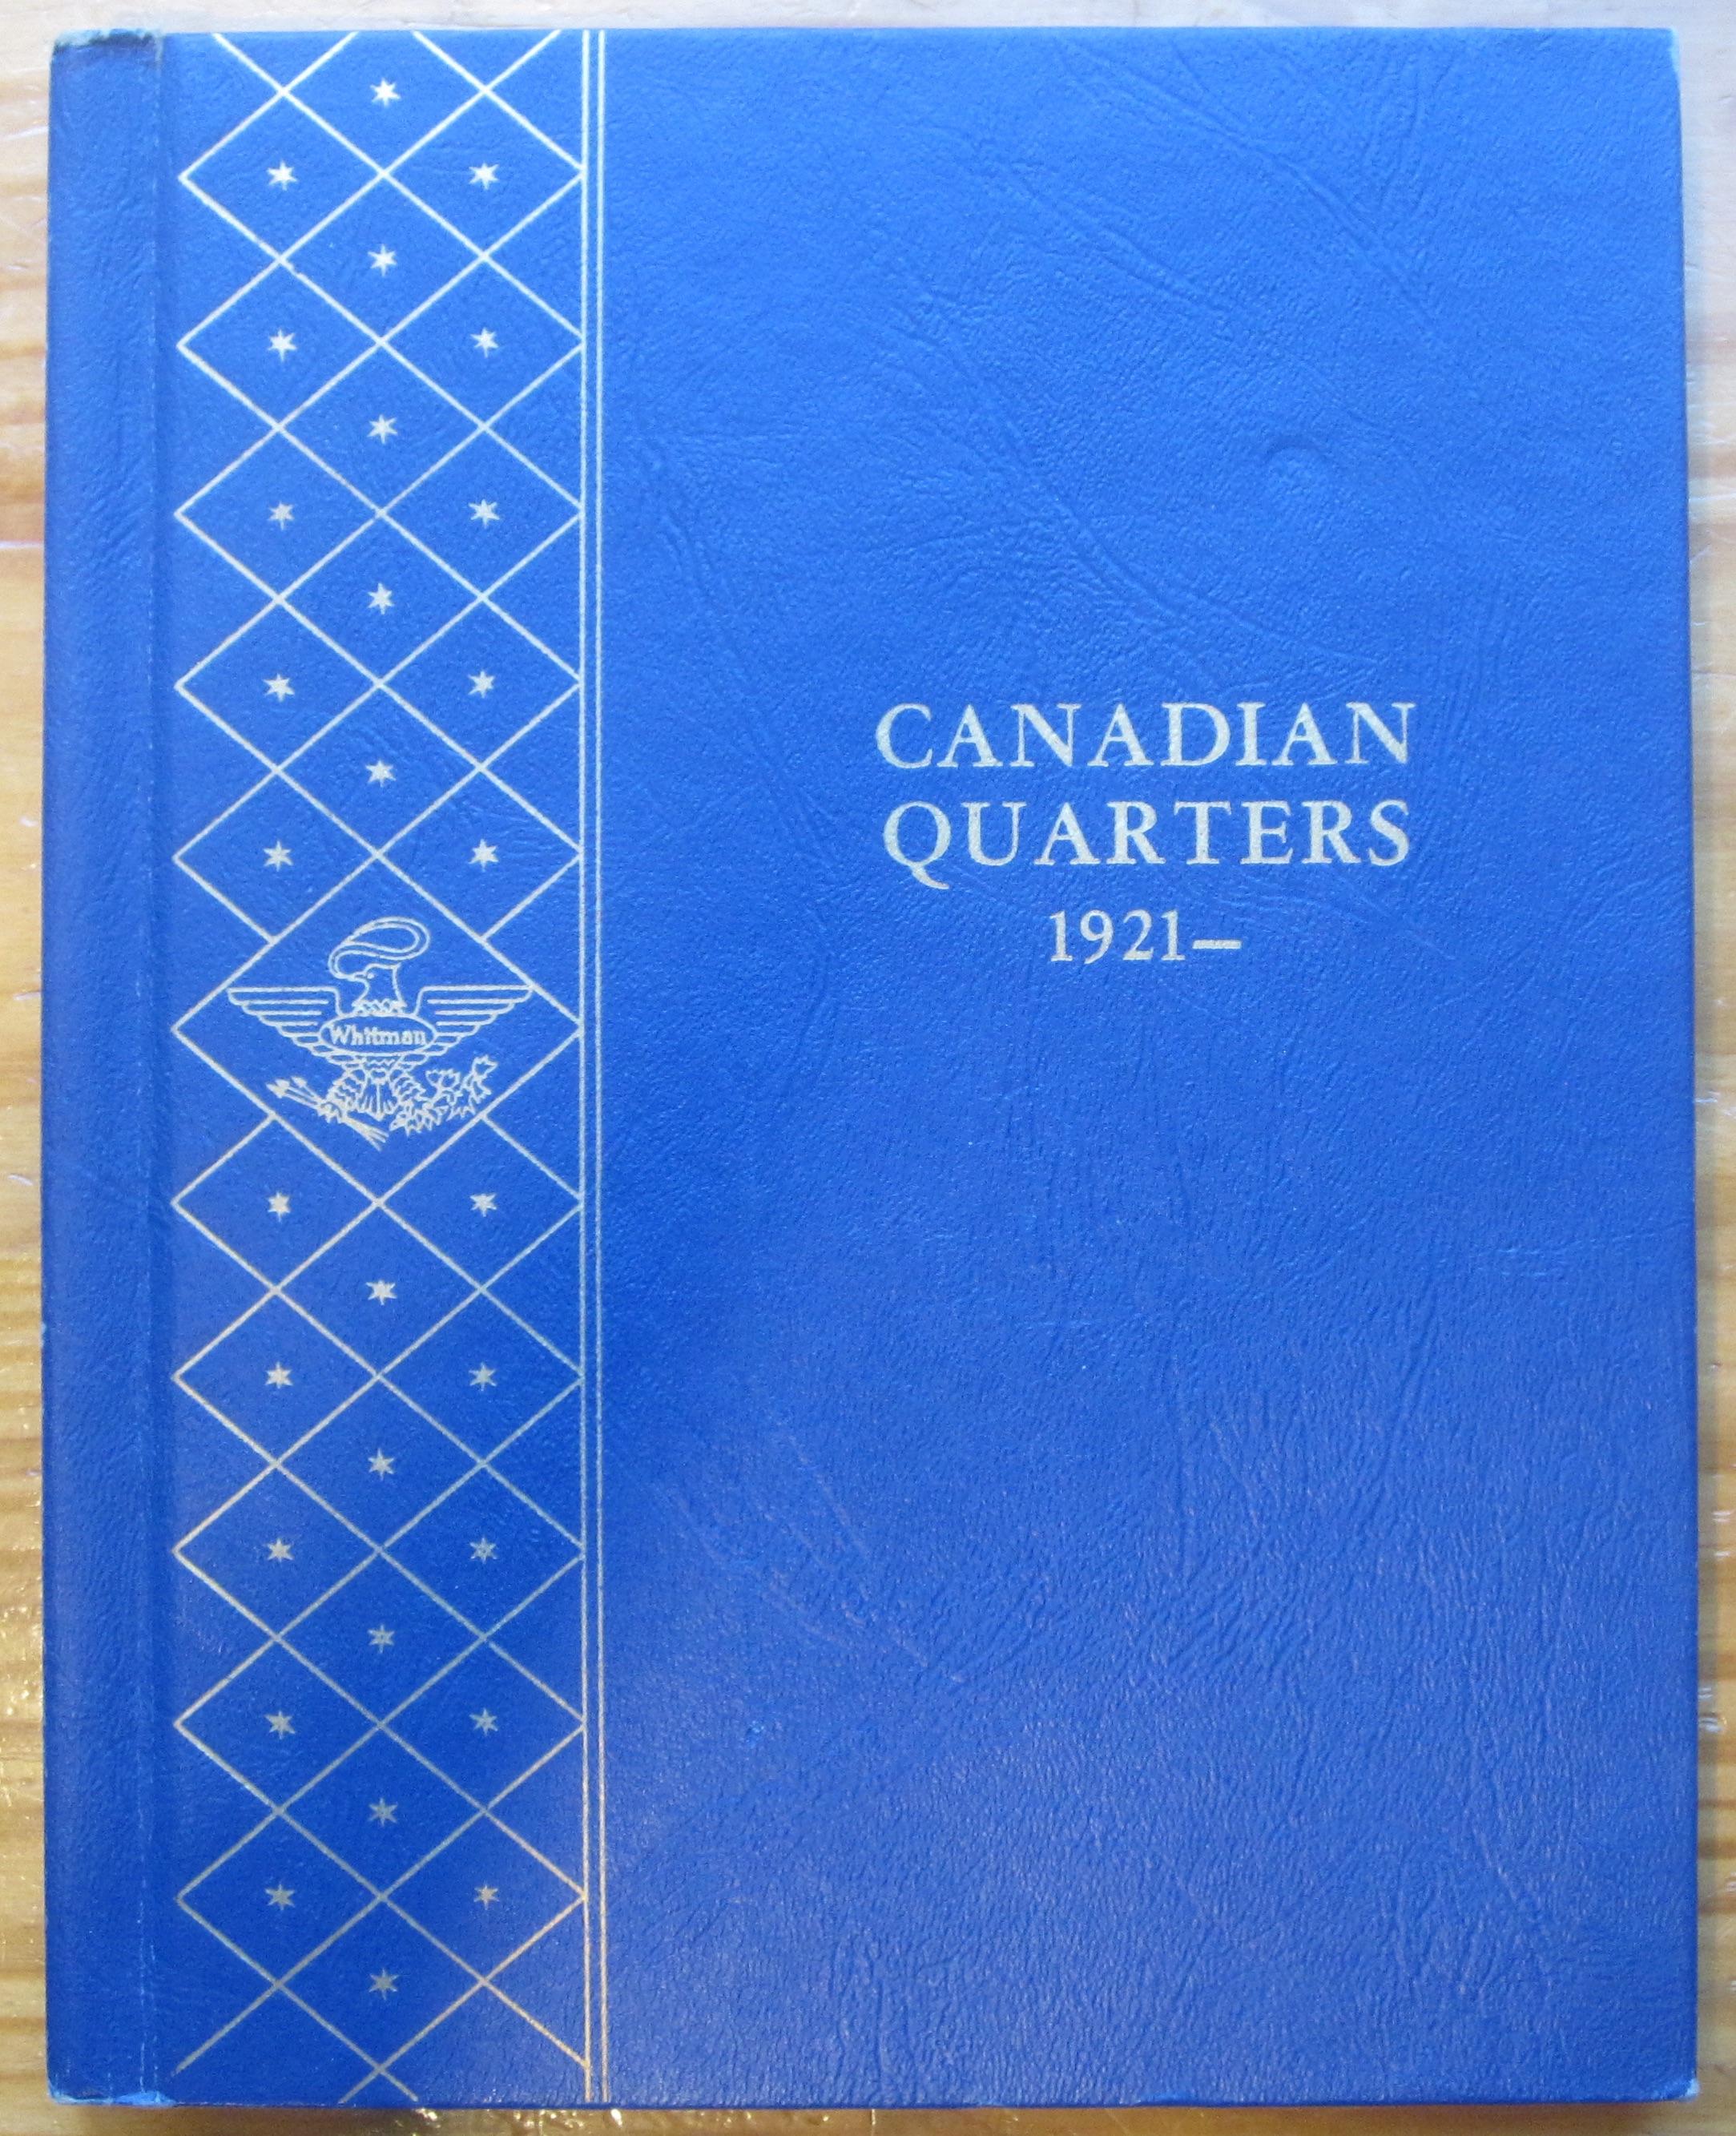 CANADIAN
QUARTERS
1921—
Whitman